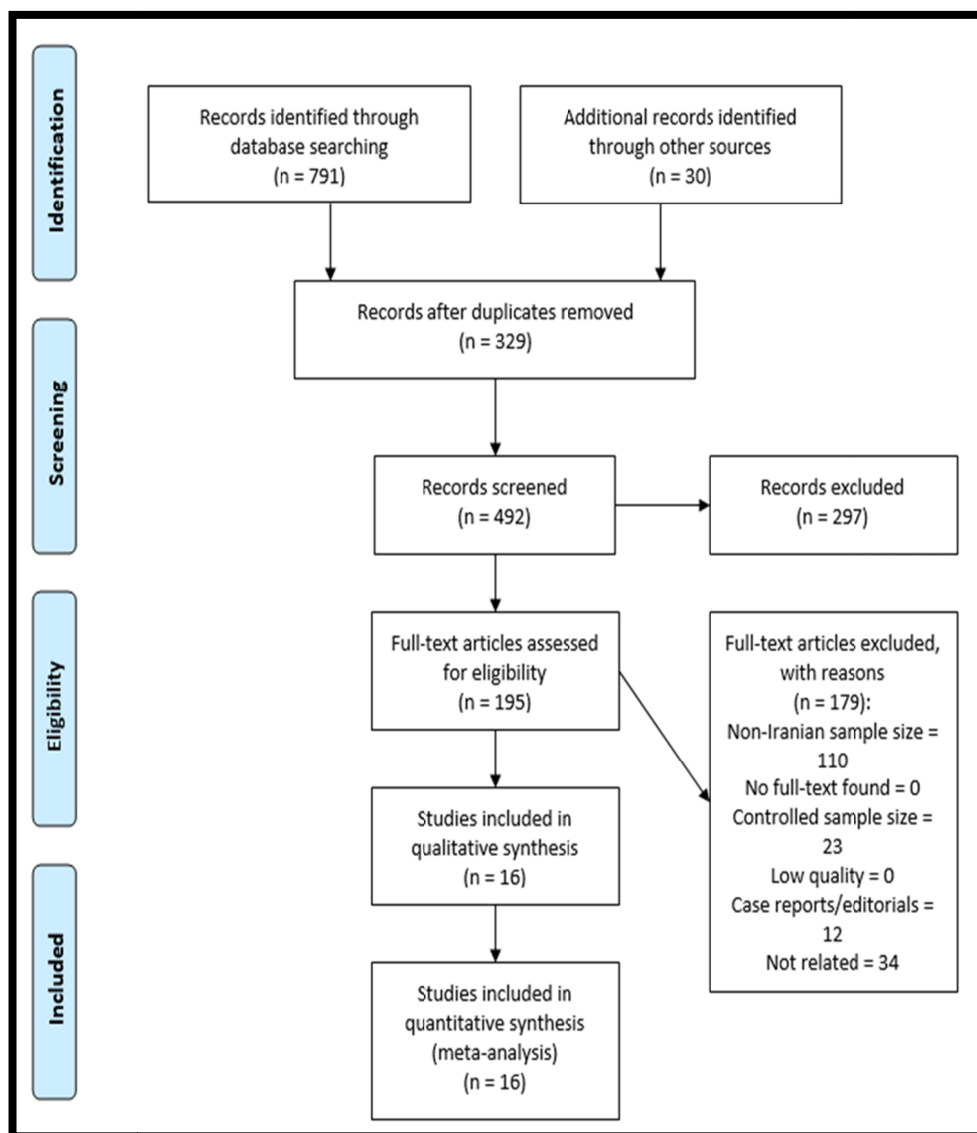 Identification
Records identified through
database searching
(n = 791)
Additional records identified
through other sources
(n = 30)
Records after duplicates removed
(n = 329)
Screening
Records screened
(n = 492)
Records excluded
(n = 297)
Eligibility
Full-text articles assessed
for eligibility
(n = 195)
Full-text articles excluded,
with reasons
(n = 179):
Non-Iranian sample size =
110
No full-text found = 0
Controlled sample size =
23
Low quality = 0
Case reports/editorials =
12
Not related = 34
Studies included in
qualitative synthesis
(n = 16)
Included
Studies included in
quantitative synthesis
(meta-analysis)
(n = 16)